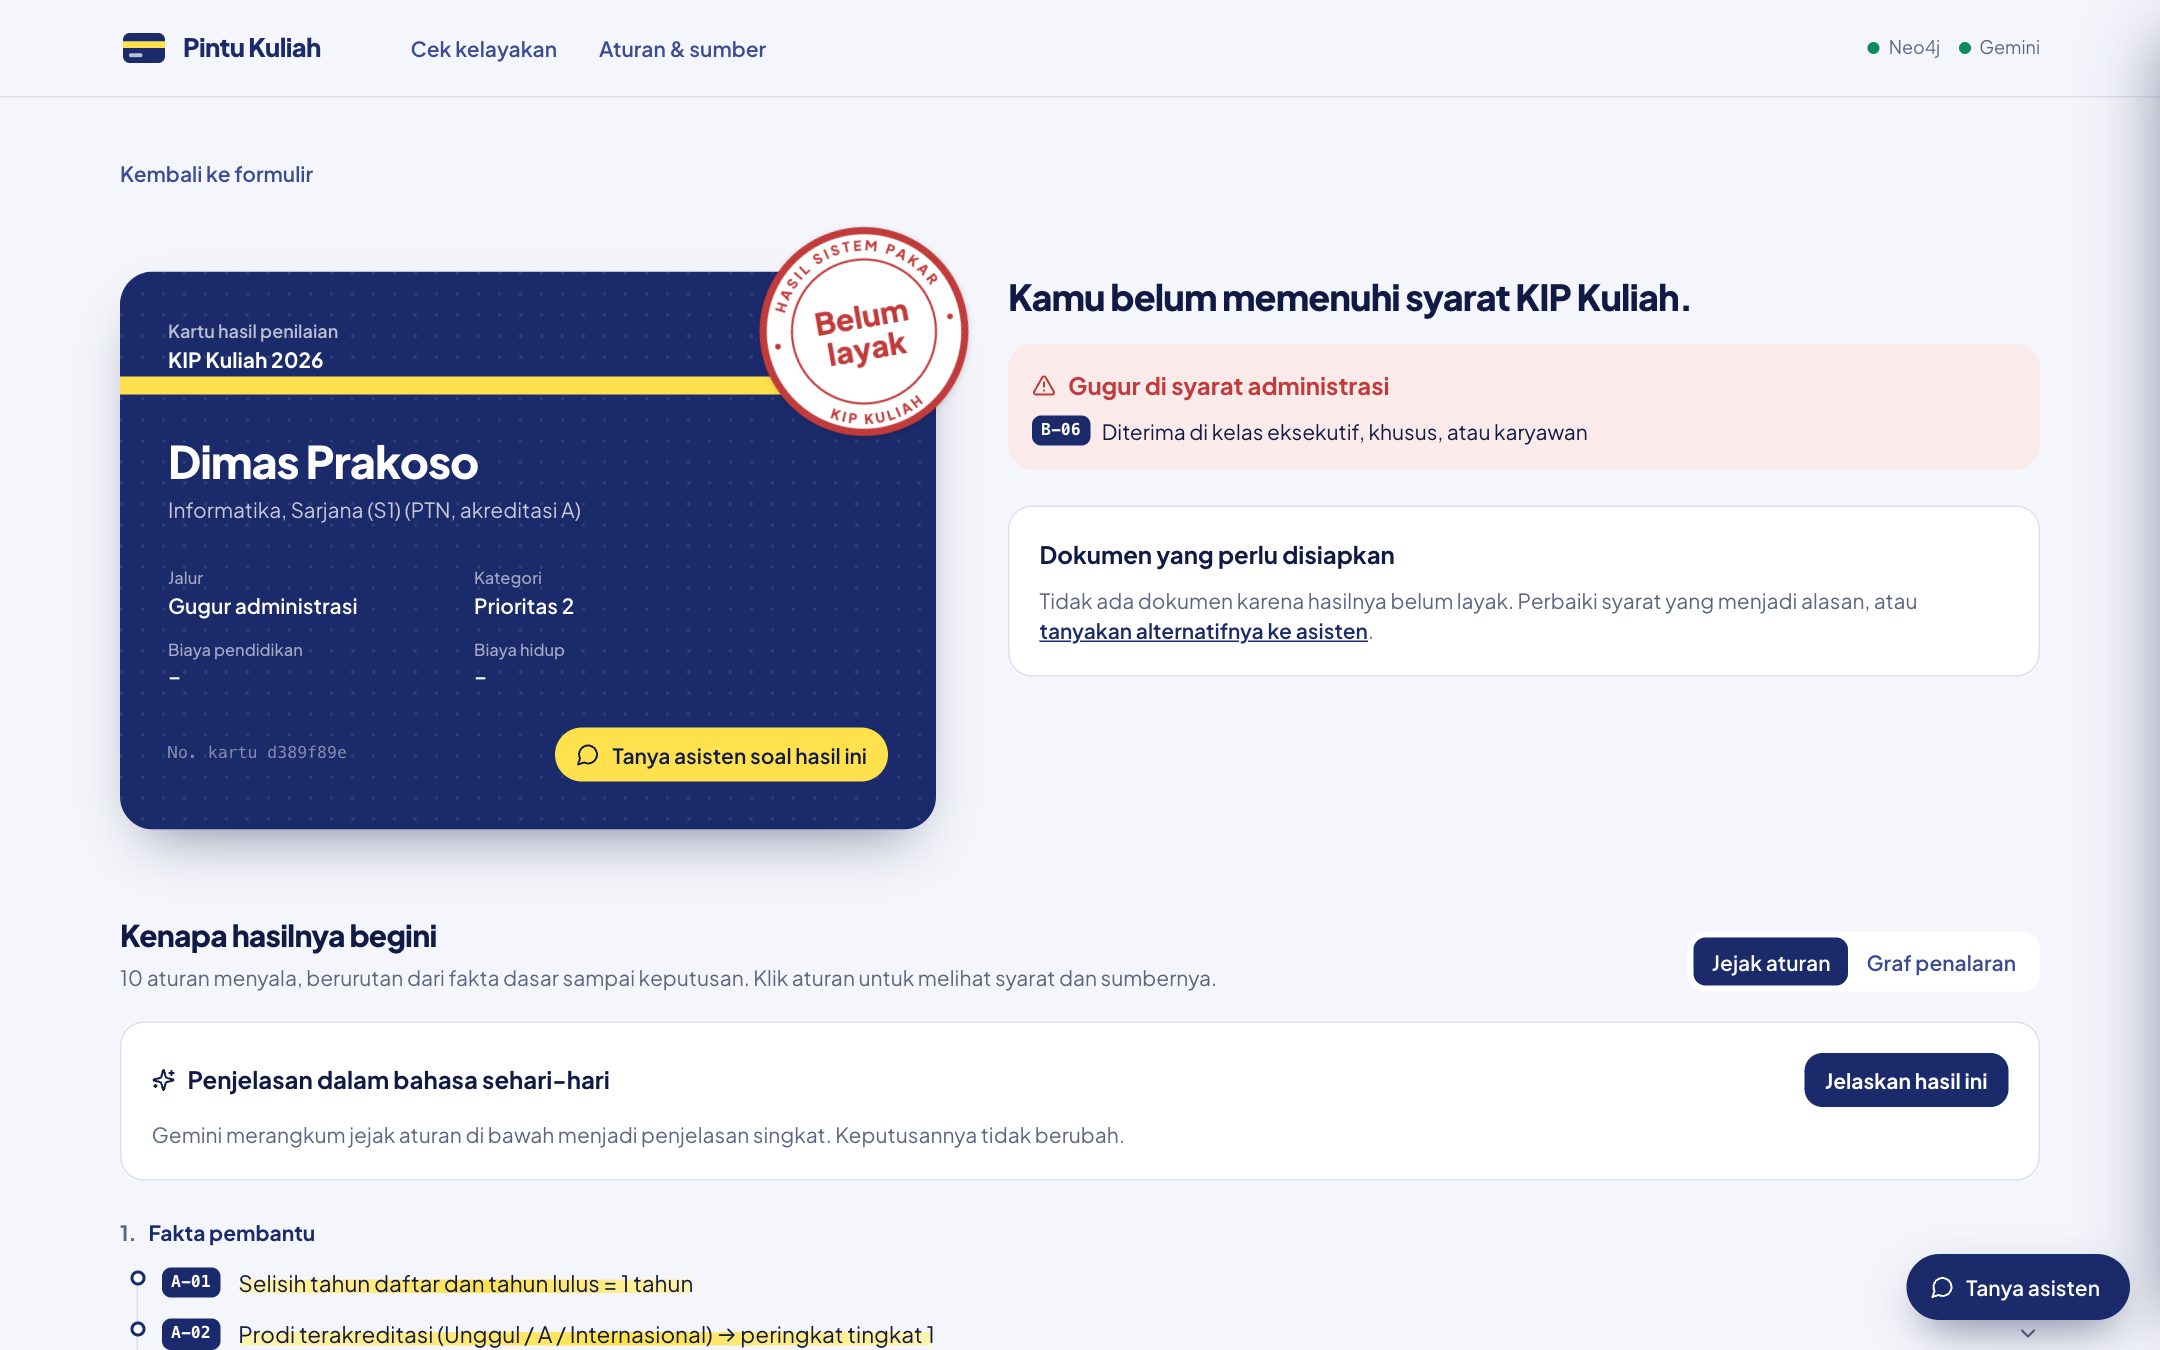 Pintu Kuliah
Cek kelayakan
Aturan & sumber
Neo4j
Gemini
Kembali ke formulir
Kartu hasil penilaian
KIP Kuliah 2026
HASIL SISTEM PAKAR
Belum
layak
KIP KULIAH
Dimas Prakoso
Informatika, Sarjana (S1) (PTN, akreditasi A)
Jalur
Gugur administrasi
Kategori
Prioritas 2
Biaya pendidikan
–
Biaya hidup
–
No. kartu d389f89e
Tanya asisten soal hasil ini
Kamu belum memenuhi syarat KIP Kuliah.
Gugur di syarat administrasi
B-06 Diterima di kelas eksekutif, khusus, atau karyawan
Dokumen yang perlu disiapkan
Tidak ada dokumen karena hasilnya belum layak. Perbaiki syarat yang menjadi alasan, atau
tanyakan alternatifnya ke asisten.
Kenapa hasilnya begini
10 aturan menyala, berurutan dari fakta dasar sampai keputusan. Klik aturan untuk melihat syarat dan sumbernya.
Jejak aturan
Graf penalaran
Penjelasan dalam bahasa sehari-hari
Jelaskan hasil ini
Gemini merangkum jejak aturan di bawah menjadi penjelasan singkat. Keputusannya tidak berubah.
1. Fakta pembantu
A-01 Selisih tahun daftar dan tahun lulus = 1 tahun
A-02 Prodi terakreditasi (Unggul / A / Internasional) → peringkat tingkat 1
Tanya asisten